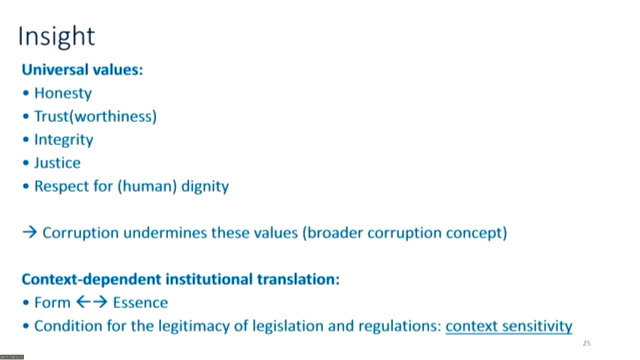 Insight
Universal values:
• Honesty
• Trust(worthiness)
• Integrity
• Justice
• Respect for (human) dignity
→ Corruption undermines these values (broader corruption concept)
Context-dependent institutional translation:
• Form ←→ Essence
• Condition for the legitimacy of legislation and regulations: context sensitivity
25